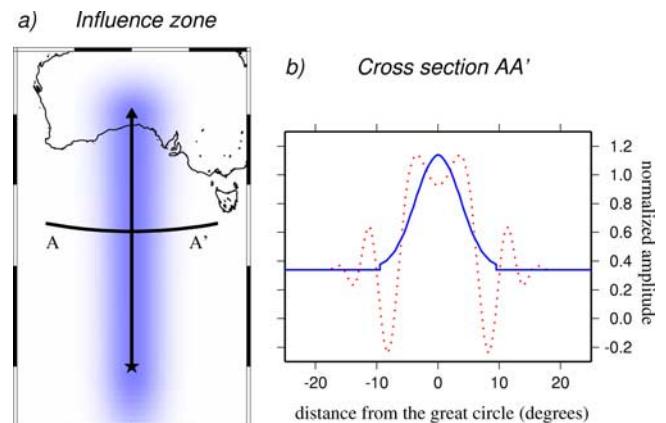 a) Influence zone
A
A'
b) Cross section AA'
1.2
1.0
0.8
0.6
0.4
0.2
0.0
-0.2
normalized amplitude
-20 -10 0 10 20
distance from the great circle (degrees)